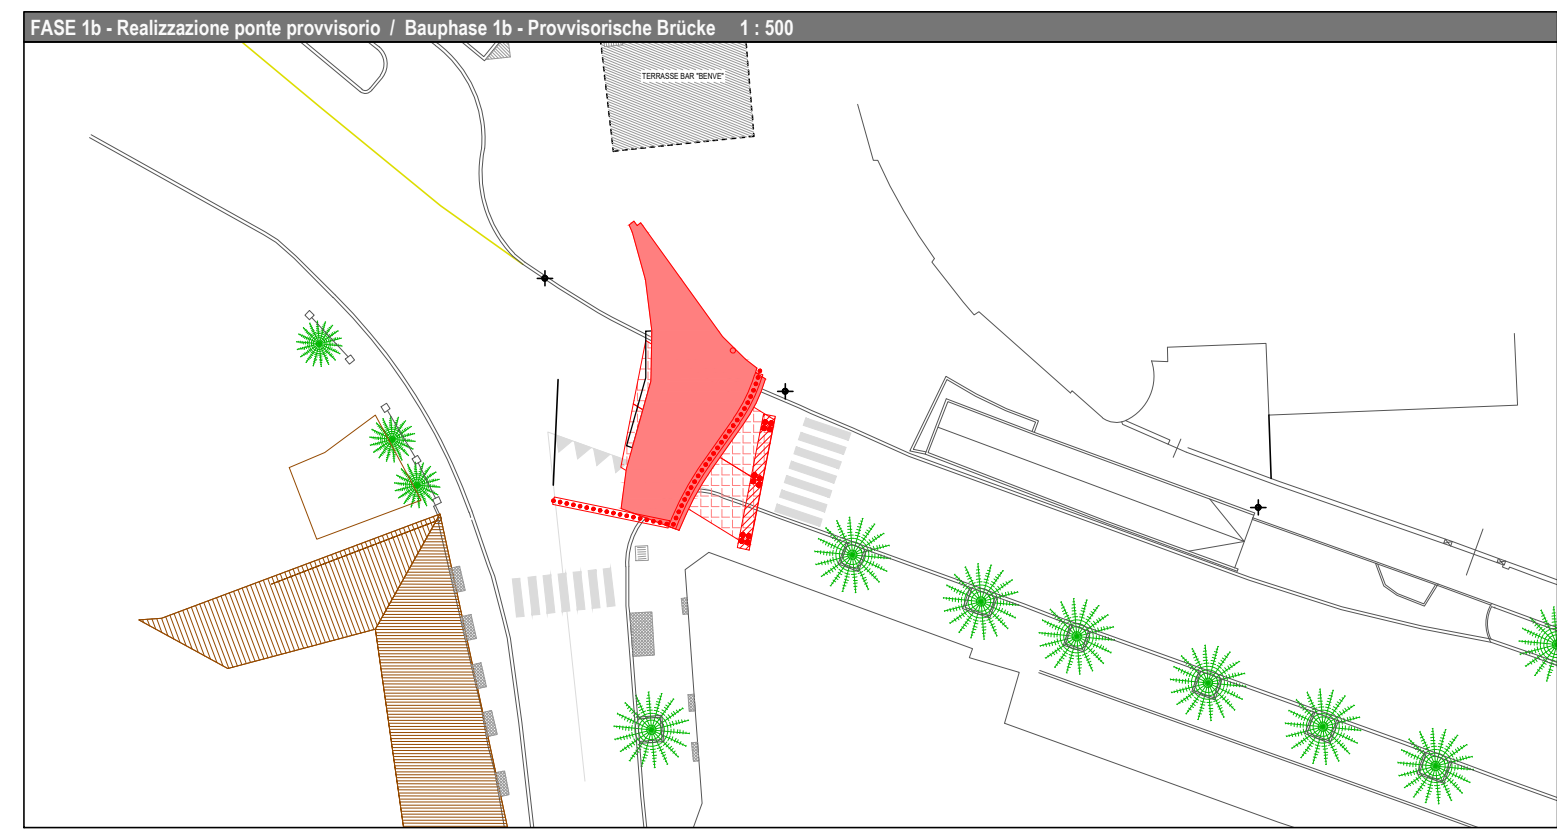 FASE 1b - Realizzazione ponte provvisorio / Bauphase 1b - Provvisorische Brücke 1 : 500
TERRASSE BAR "BENVE"